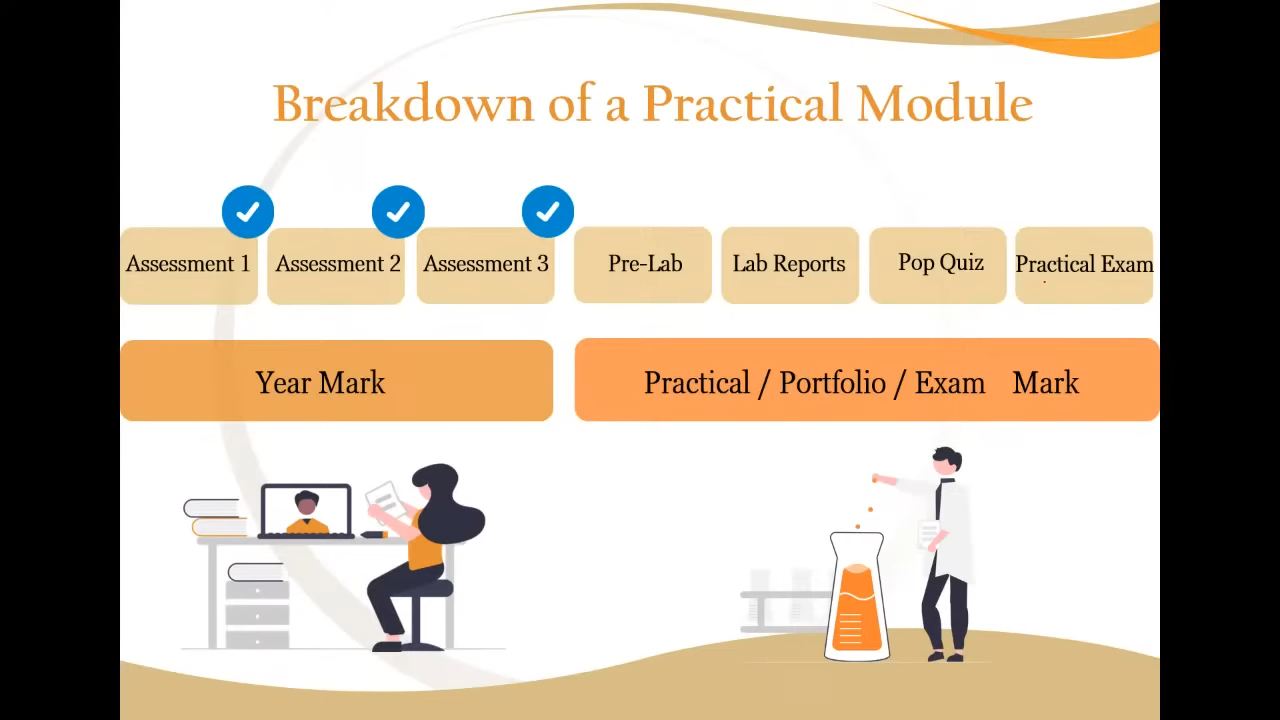 Breakdown of a Practical Module
Assessment 1
Assessment 2
Assessment 3
Pre-Lab
Lab Reports
Pop Quiz
Practical Exam
Year Mark
Practical / Portfolio / Exam Mark